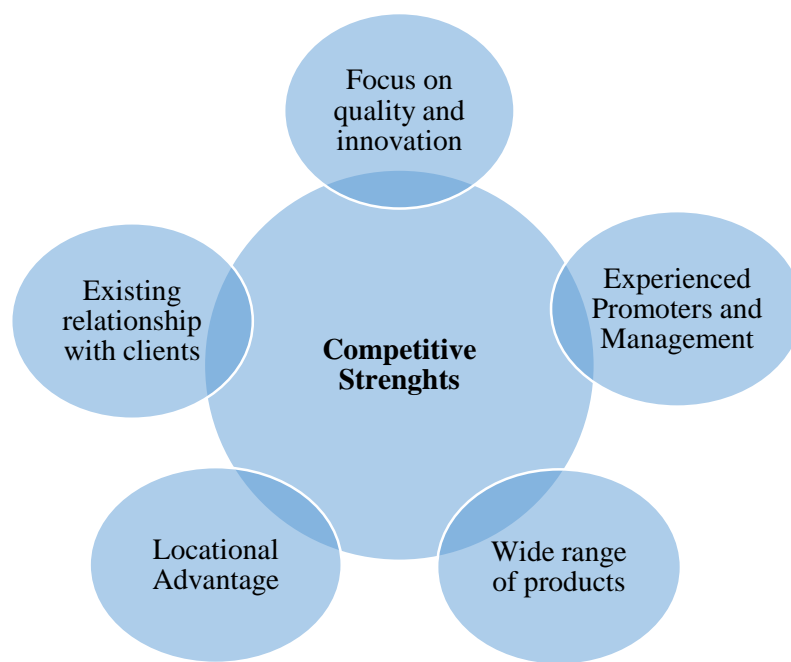 Focus on
quality and
innovation
Existing
relationship
with clients
Experienced
Promoters and
Management
Competitive
Strenghts
Locational
Advantage
Wide range
of products